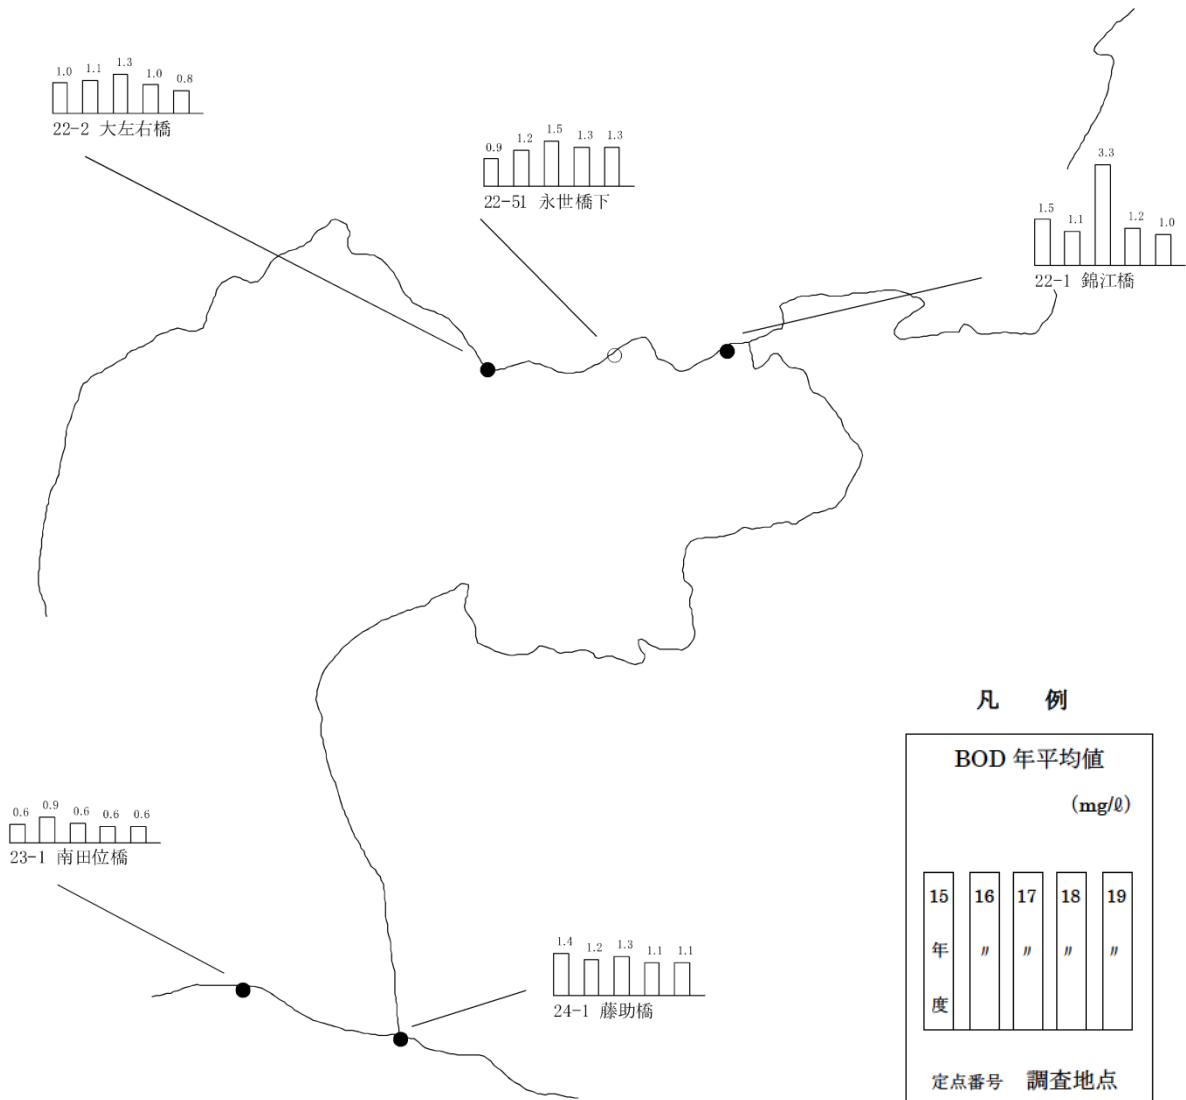 1.0 1.1 1.3 1.0 0.8
22-2 大左右橋
0.9 1.2 1.5 1.3 1.3
22-51 永世橋下
1.5 1.1 3.3 1.2 1.0
22-1 錦江橋
凡 例
BOD 年平均値
(mg/ℓ)
15年度 16〃 17〃 18〃 19〃
定点番号 調査地点
0.6 0.9 0.6 0.6 0.6
23-1 南田位橋
1.4 1.2 1.3 1.1 1.1
24-1 藤助橋